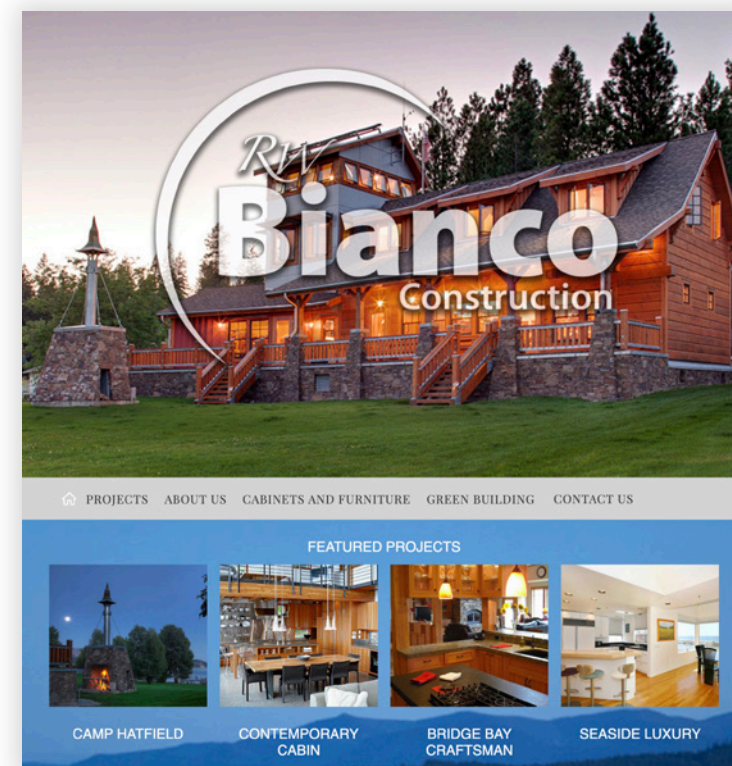 RW
Bianco
Construction
PROJECTS ABOUT US CABINETS AND FURNITURE GREEN BUILDING CONTACT US
FEATURED PROJECTS
CAMP HATFIELD
CONTEMPORARY
CABIN
BRIDGE BAY
CRAFTSMAN
SEASIDE LUXURY